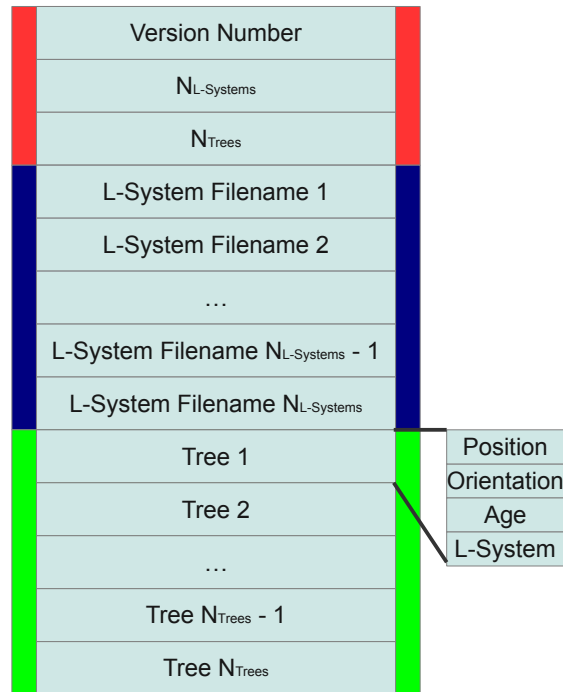 Version Number
NL-Systems
NTrees
L-System Filename 1
L-System Filename 2
…
L-System Filename NL-Systems - 1
L-System Filename NL-Systems
Tree 1
Tree 2
…
Tree NTrees - 1
Tree NTrees
Position
Orientation
Age
L-System